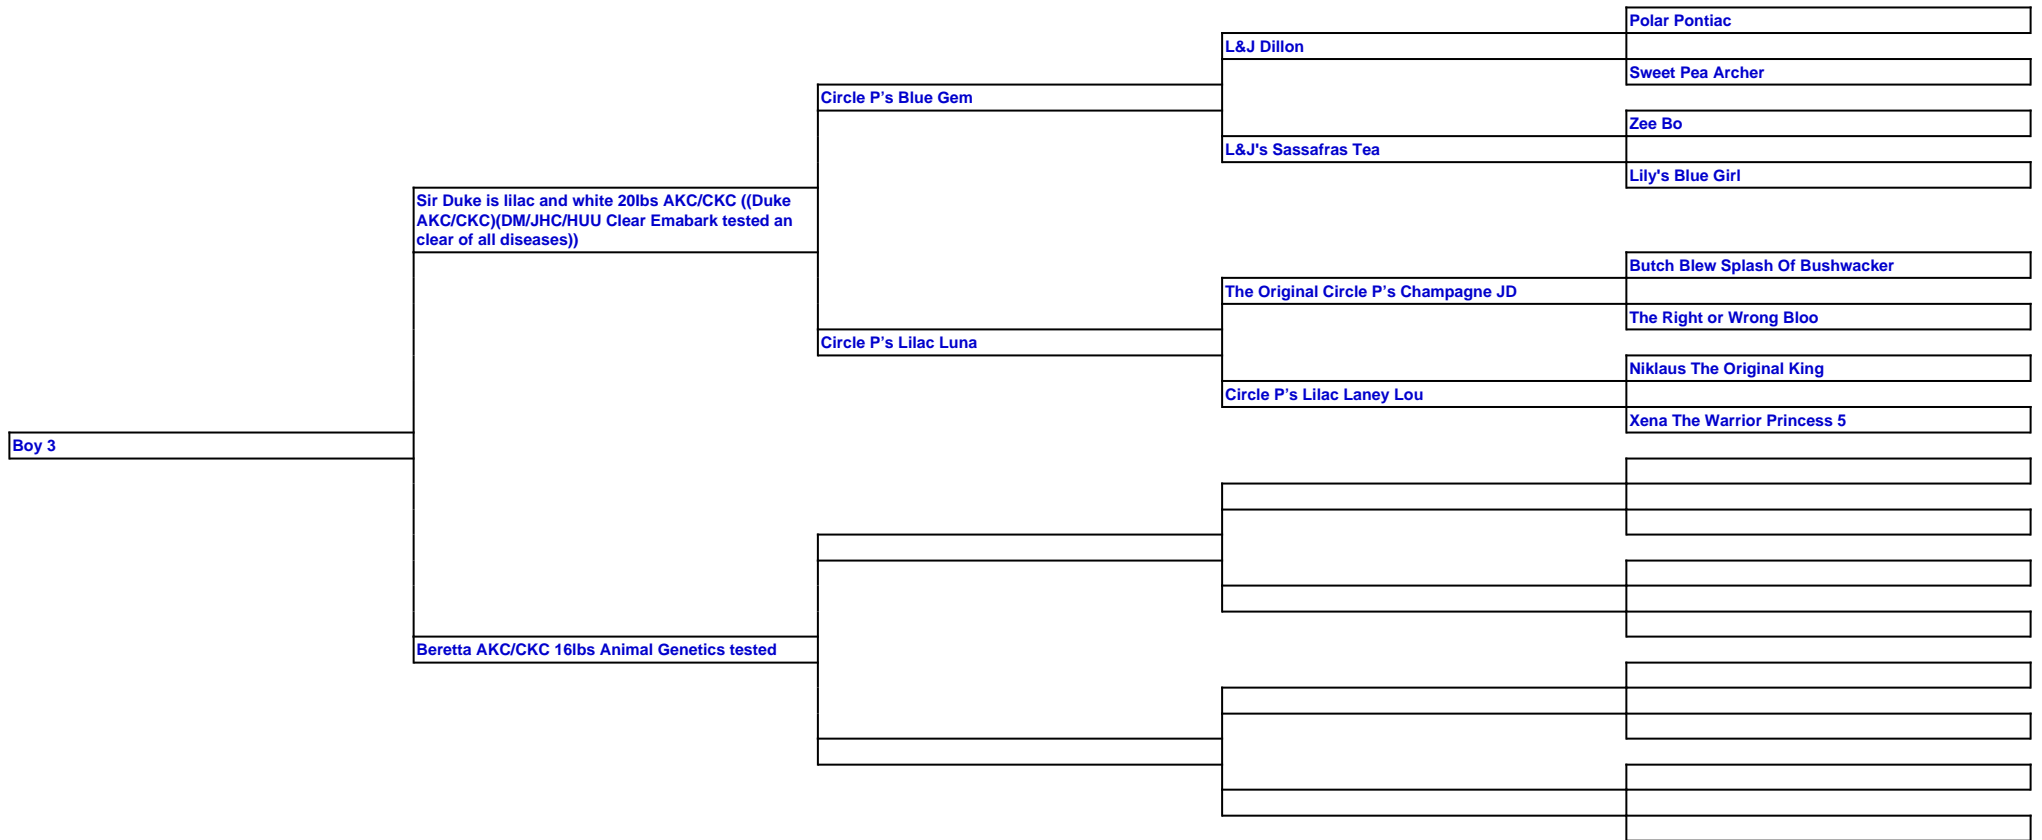 Polar Pontiac
L&J Dillon
Sweet Pea Archer
Circle P’s Blue Gem
Zee Bo
L&J's Sassafras Tea
Lily's Blue Girl
Sir Duke is lilac and white 20lbs AKC/CKC ((Duke
AKC/CKC)(DM/JHC/HUU Clear Emabark tested an
clear of all diseases))
Butch Blew Splash Of Bushwacker
The Original Circle P’s Champagne JD
The Right or Wrong Bloo
Circle P’s Lilac Luna
Niklaus The Original King
Circle P’s Lilac Laney Lou
Xena The Warrior Princess 5
Boy 3
Beretta AKC/CKC 16lbs Animal Genetics tested